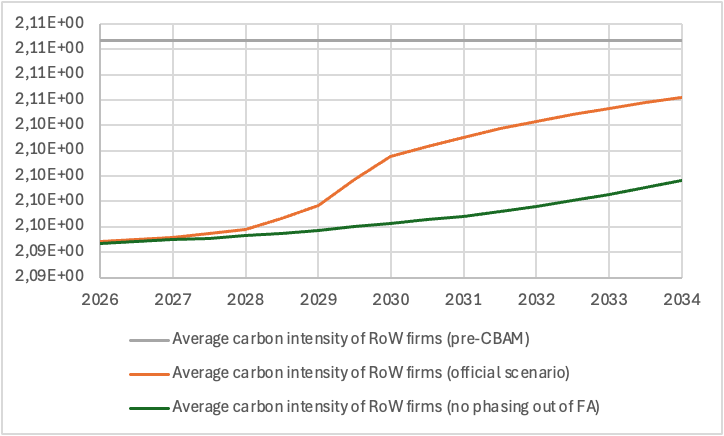 2,11E+00
2,11E+00
2,11E+00
2,11E+00
2,10E+00
2,10E+00
2,10E+00
2,10E+00
2,10E+00
2,09E+00
2,09E+00
2026 2027 2028 2029 2030 2031 2032 2033 2034
Average carbon intensity of RoW firms (pre-CBAM)
Average carbon intensity of RoW firms (official scenario)
Average carbon intensity of RoW firms (no phasing out of FA)